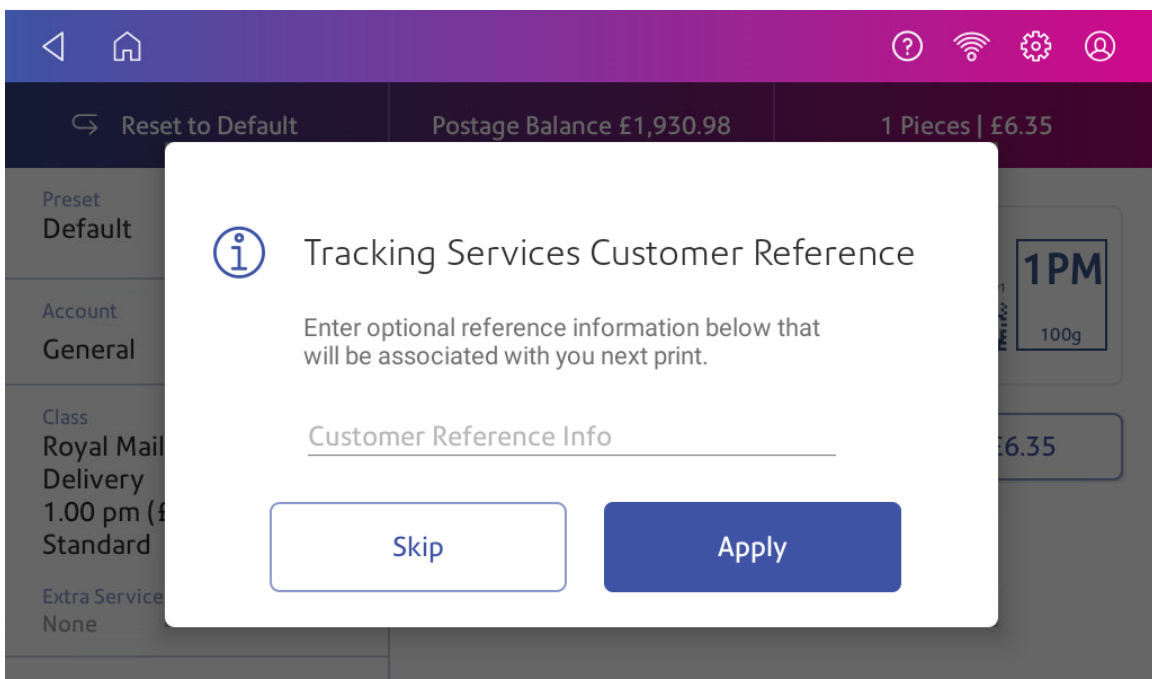 Reset to Default
Postage Balance £1,930.98
1 Pieces | £6.35
Preset
Default
Account
General
Class
Royal Mail
Delivery
1.00 pm (£
Standard
Extra Service
None
Tracking Services Customer Reference
Enter optional reference information below that
will be associated with you next print.
Customer Reference Info
Skip
Apply
1PM
100g
£6.35